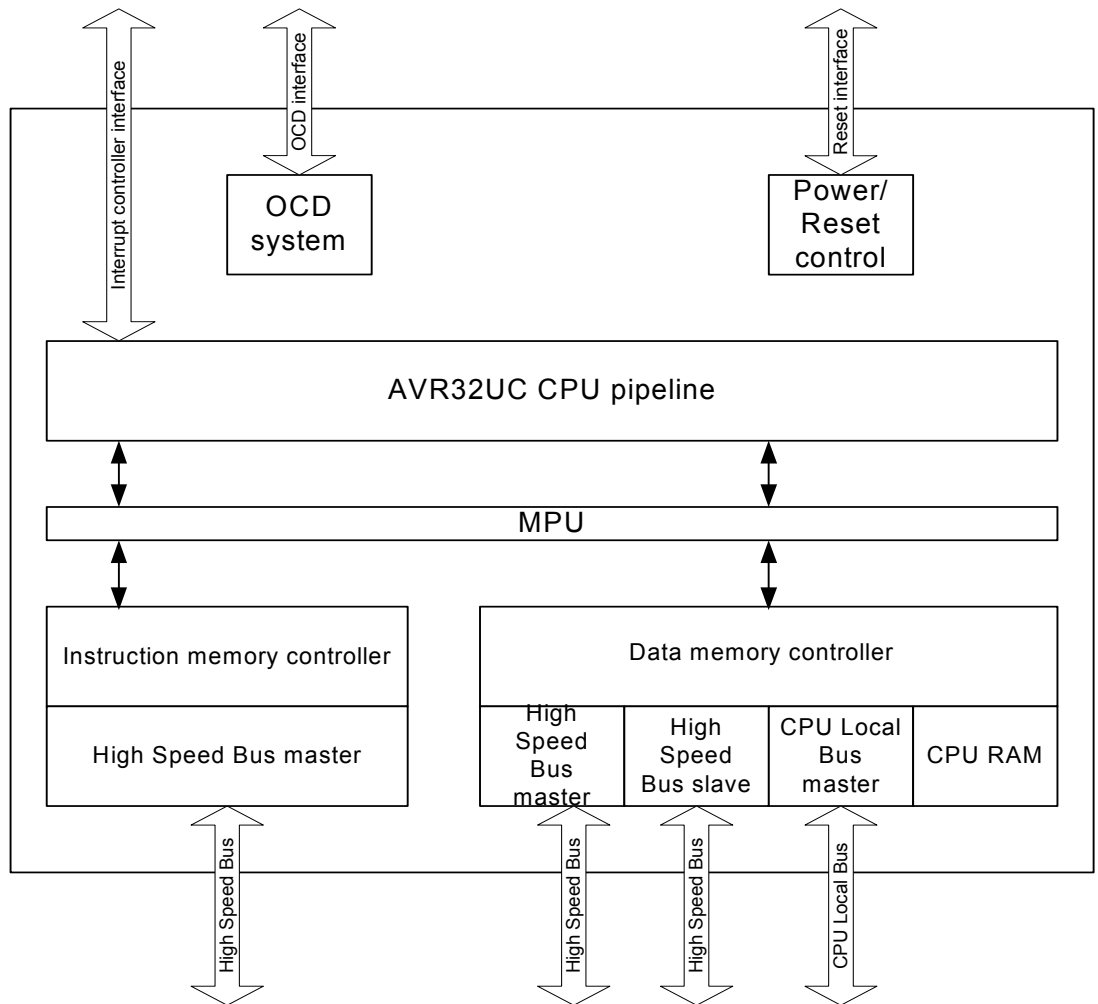 Interrupt controller interface
OCD interface
Reset interface
OCD
system
Power/
Reset
control
AVR32UC CPU pipeline
MPU
Instruction memory controller
High Speed Bus master
Data memory controller
High
Speed
Bus
master
High
Speed
Bus slave
CPU Local
Bus
master
CPU RAM
High Speed Bus
High Speed Bus
High Speed Bus
CPU Local Bus